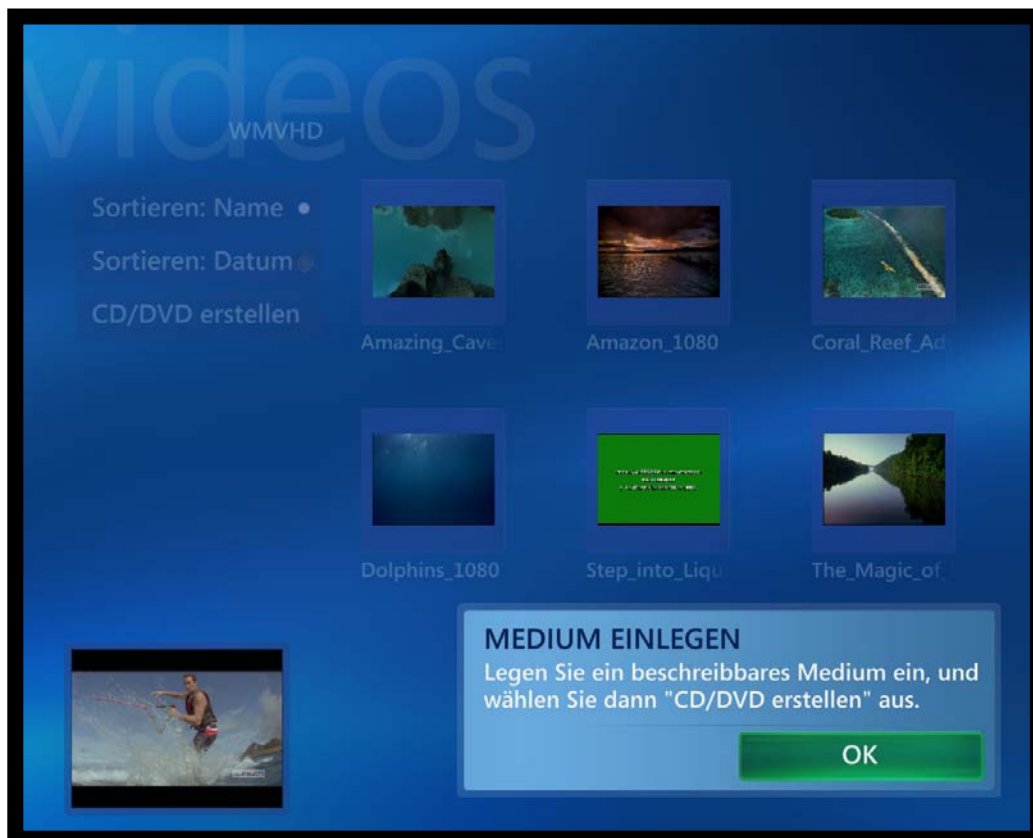 videos
WMVHD
Sortieren: Name
Sortieren: Datum
CD/DVD erstellen
Amazing_Cave
Amazon_1080
Coral_Reef_Ad
Dolphins_1080
Step_into_Liqu
The_Magic_of_
MEDIUM EINLEGEN
Legen Sie ein beschreibbares Medium ein, und
wählen Sie dann "CD/DVD erstellen" aus.
OK